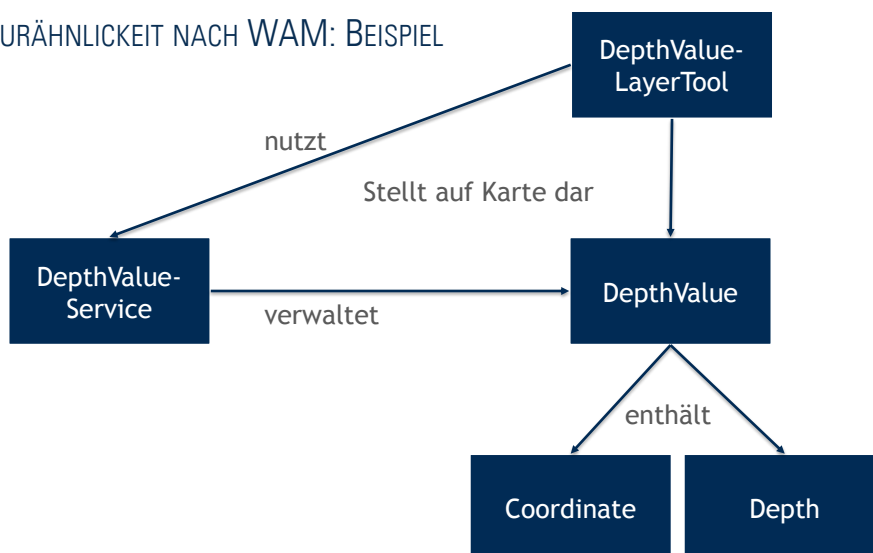 URÄHNLICKEIT NACH WAM: BEISPIEL
DepthValue-
LayerTool
nutzt
Stellt auf Karte dar
DepthValue-
Service
verwaltet
DepthValue
enthält
Coordinate
Depth